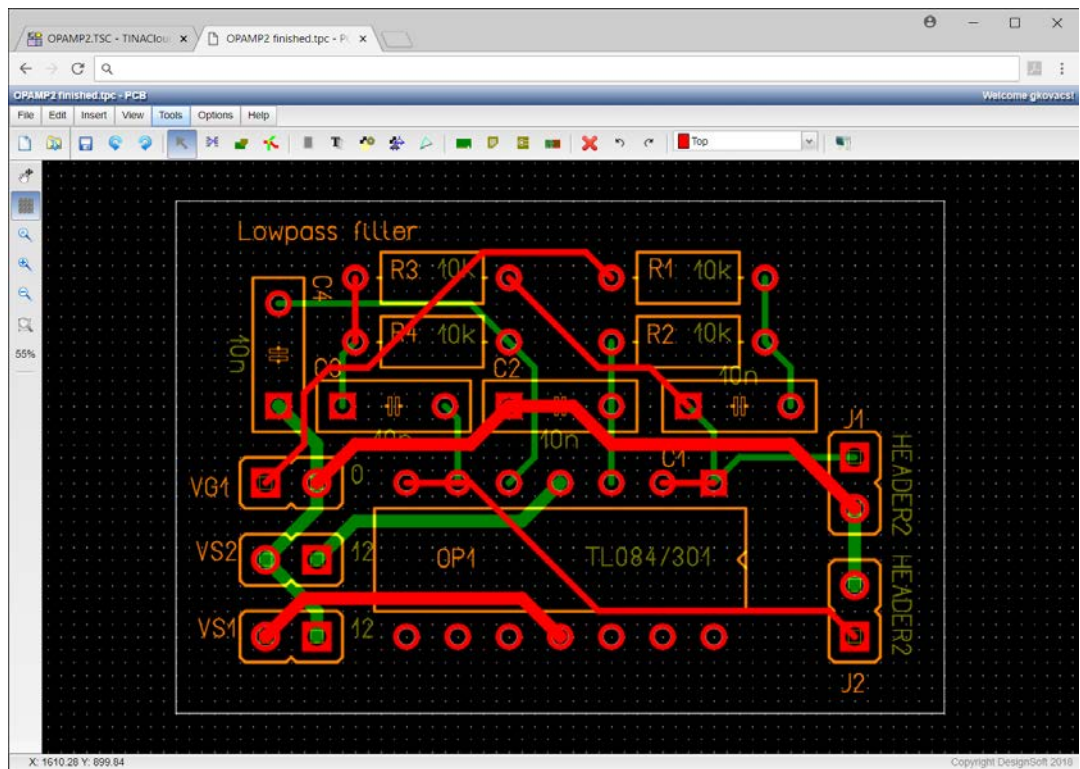 OPAMP2.TSC - TINAClou
OPAMP2 finished.tpc - P
OPAMP2 finished.tpc - PCB
Welcome gkovacs!
File Edit Insert View Tools Options Help
Top
55%
Lowpass filter
R3 10k
R1 10k
C4
10n
R4 10k
R2 10k
C3
C2
10n
10n
10n
J1
HEADER2
C1
VG1
0
VS2
12
OP1
TL084/301
HEADER2
VS1
12
J2
X: 1610.28 Y: 899.84
Copyright DesignSoft 2018